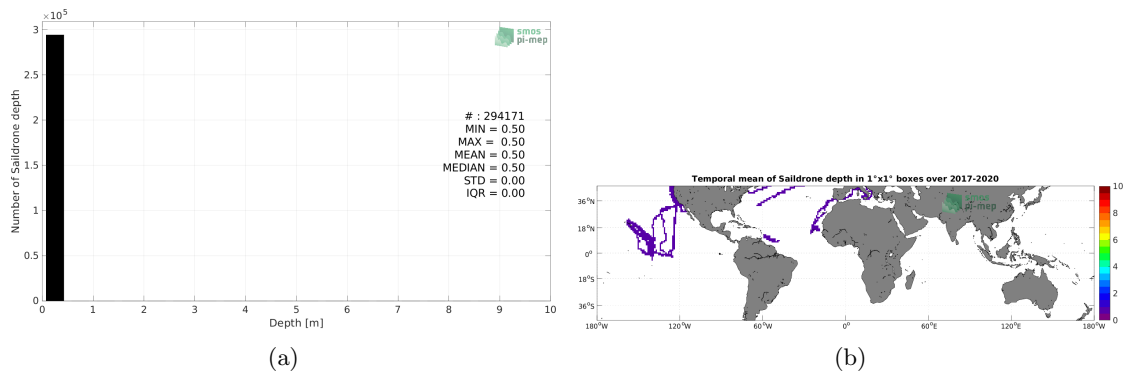 ×10⁵
3
2.5
2
1.5
1
0.5
0
Number of Saildrone depth
smos
pi-mep
# : 294171
MIN = 0.50
MAX = 0.50
MEAN = 0.50
MEDIAN = 0.50
STD = 0.00
IQR = 0.00
0 1 2 3 4 5 6 7 8 9 10
Depth [m]
(a)
Temporal mean of Saildrone depth in 1°x1° boxes over 2017-2020
smos
pi-mep
36°N
18°N
0°
18°S
36°S
180°W 120°W 60°W 0° 60°E 120°E 180°W
10
8
6
4
2
0
(b)